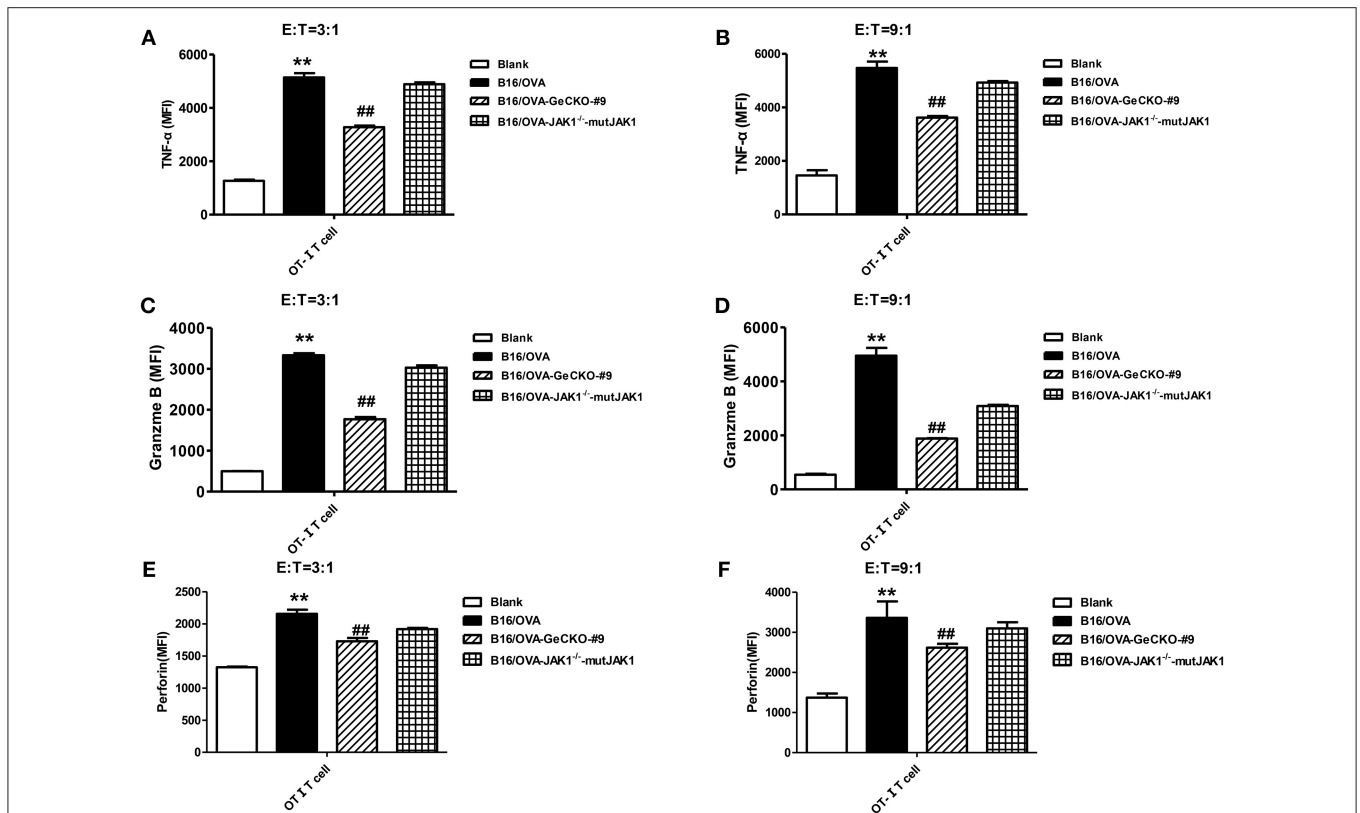 A
E:T=3:1
TNF-α (MFI)
6000
4000
2000
0
**
##
OT-I T cell
Blank
B16/OVA
B16/OVA-GeCKO-#9
B16/OVA-JAK1-/--mutJAK1
B
E:T=9:1
TNF-α (MFI)
6000
4000
2000
0
**
##
OT-I T cell
Blank
B16/OVA
B16/OVA-GeCKO-#9
B16/OVA-JAK1-/--mutJAK1
C
E:T=3:1
Granzme B (MFI)
4000
3000
2000
1000
0
**
##
OT-I T cell
Blank
B16/OVA
B16/OVA-GeCKO-#9
B16/OVA-JAK1-/--mutJAK1
D
E:T=9:1
Granzme B (MFI)
6000
4000
2000
0
**
##
OT-I T cell
Blank
B16/OVA
B16/OVA-GeCKO-#9
B16/OVA-JAK1-/--mutJAK1
E
E:T=3:1
Perforin(MFI)
2500
2000
1500
1000
500
0
**
##
OT I T cell
Blank
B16/OVA
B16/OVA-GeCKO-#9
B16/OVA-JAK1-/--mutJAK1
F
E:T=9:1
Perforin(MFI)
4000
3000
2000
1000
0
**
##
OT-I T cell
Blank
B16/OVA
B16/OVA-GeCKO-#9
B16/OVA-JAK1-/--mutJAK1